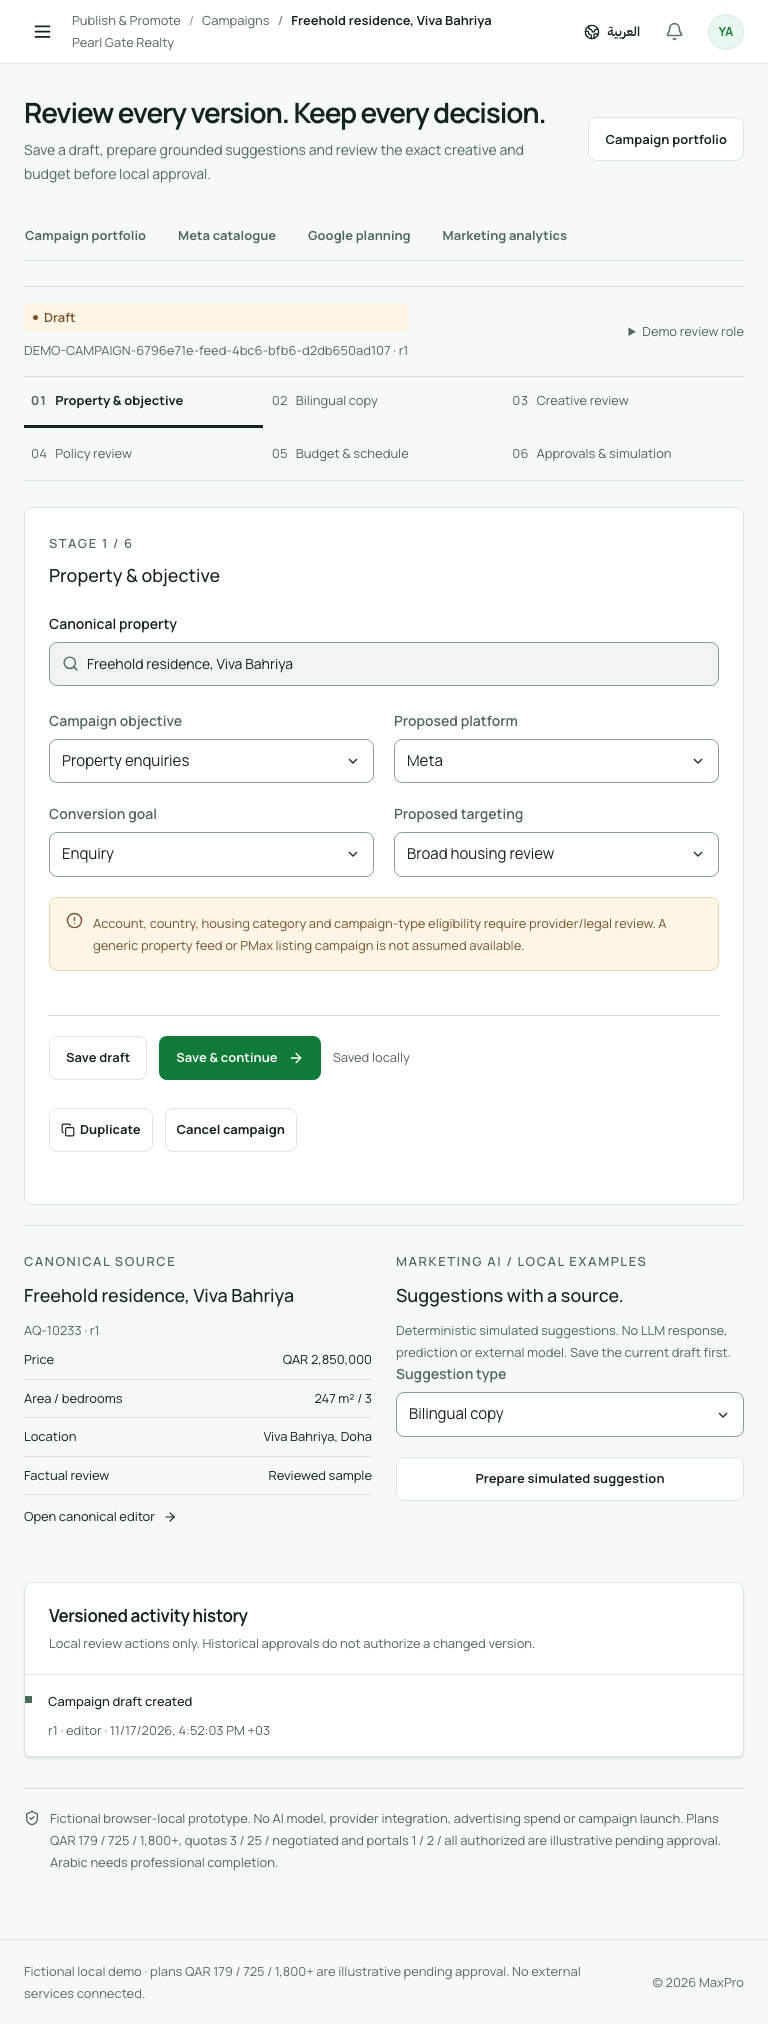 Publish & Promote / Campaigns / Freehold residence, Viva Bahriya
Pearl Gate Realty
العربية
YA
Review every version. Keep every decision.
Save a draft, prepare grounded suggestions and review the exact creative and
budget before local approval.
Campaign portfolio
Campaign portfolio
Meta catalogue
Google planning
Marketing analytics
Draft
DEMO-CAMPAIGN-6796e71e-feed-4bc6-bfb6-d2db650ad107 · r1
Demo review role
01 Property & objective
02 Bilingual copy
03 Creative review
04 Policy review
05 Budget & schedule
06 Approvals & simulation
STAGE 1 / 6
Property & objective
Canonical property
Freehold residence, Viva Bahriya
Campaign objective
Proposed platform
Property enquiries
Meta
Conversion goal
Proposed targeting
Enquiry
Broad housing review
Account, country, housing category and campaign-type eligibility require provider/legal review. A
generic property feed or PMax listing campaign is not assumed available.
Save draft
Save & continue
Saved locally
Duplicate
Cancel campaign
CANONICAL SOURCE
Freehold residence, Viva Bahriya
AQ-10233 · r1
Price QAR 2,850,000
Area / bedrooms 247 m² / 3
Location Viva Bahriya, Doha
Factual review Reviewed sample
Open canonical editor
MARKETING AI / LOCAL EXAMPLES
Suggestions with a source.
Deterministic simulated suggestions. No LLM response,
prediction or external model. Save the current draft first.
Suggestion type
Bilingual copy
Prepare simulated suggestion
Versioned activity history
Local review actions only. Historical approvals do not authorize a changed version.
Campaign draft created
r1 · editor · 11/17/2026, 4:52:03 PM +03
Fictional browser-local prototype. No AI model, provider integration, advertising spend or campaign launch. Plans
QAR 179 / 725 / 1,800+, quotas 3 / 25 / negotiated and portals 1 / 2 / all authorized are illustrative pending approval.
Arabic needs professional completion.
Fictional local demo · plans QAR 179 / 725 / 1,800+ are illustrative pending approval. No external
services connected.
© 2026 MaxPro